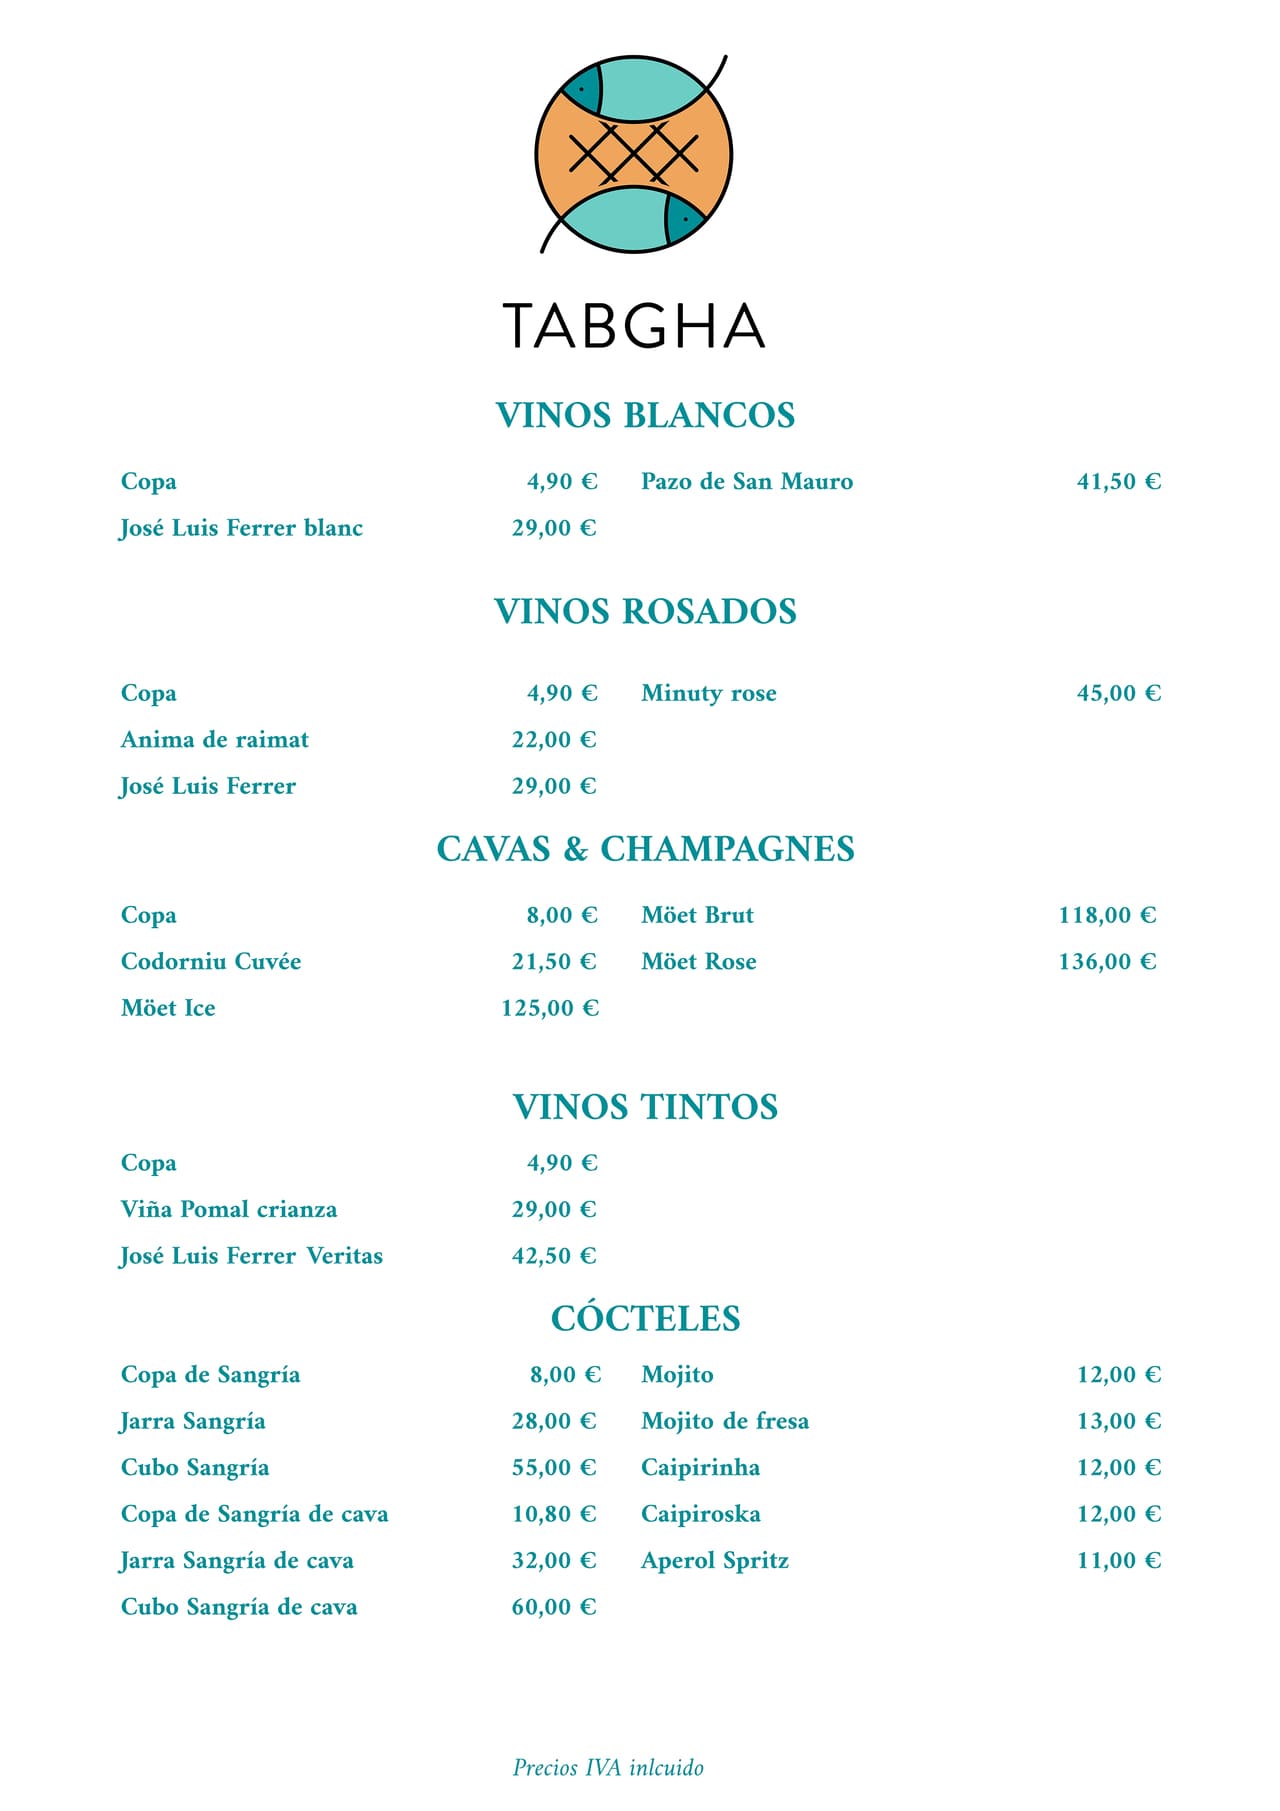 TABGHA
VINOS BLANCOS
Copa 4,90 € Pazo de San Mauro 41,50 €
José Luis Ferrer blanc 29,00 €
VINOS ROSADOS
Copa 4,90 € Minuty rose 45,00 €
Anima de raimat 22,00 €
José Luis Ferrer 29,00 €
CAVAS & CHAMPAGNES
Copa 8,00 € Möet Brut 118,00 €
Codorniu Cuvée 21,50 € Möet Rose 136,00 €
Möet Ice 125,00 €
VINOS TINTOS
Copa 4,90 €
Viña Pomal crianza 29,00 €
José Luis Ferrer Veritas 42,50 €
CÓCTELES
Copa de Sangría 8,00 € Mojito 12,00 €
Jarra Sangría 28,00 € Mojito de fresa 13,00 €
Cubo Sangría 55,00 € Caipirinha 12,00 €
Copa de Sangría de cava 10,80 € Caipiroska 12,00 €
Jarra Sangría de cava 32,00 € Aperol Spritz 11,00 €
Cubo Sangría de cava 60,00 €
Precios IVA inlcuido